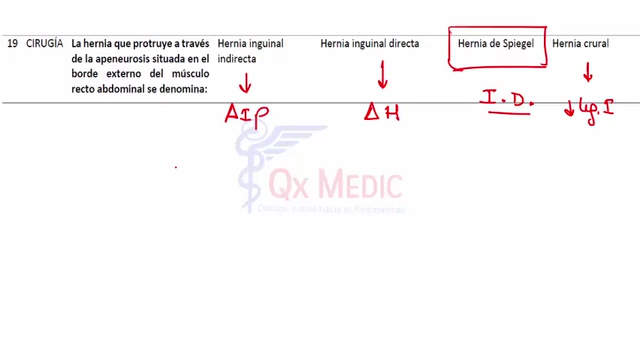 19 CIRUGÍA La hernia que protruye a través de la apeneurosis situada en el borde externo del músculo recto abdominal se denomina:
Hernia inguinal indirecta
Hernia inguinal directa
Hernia de Spiegel
Hernia crural
AIP
ΔH
I.D.
↓ Lig. I
QX MEDIC